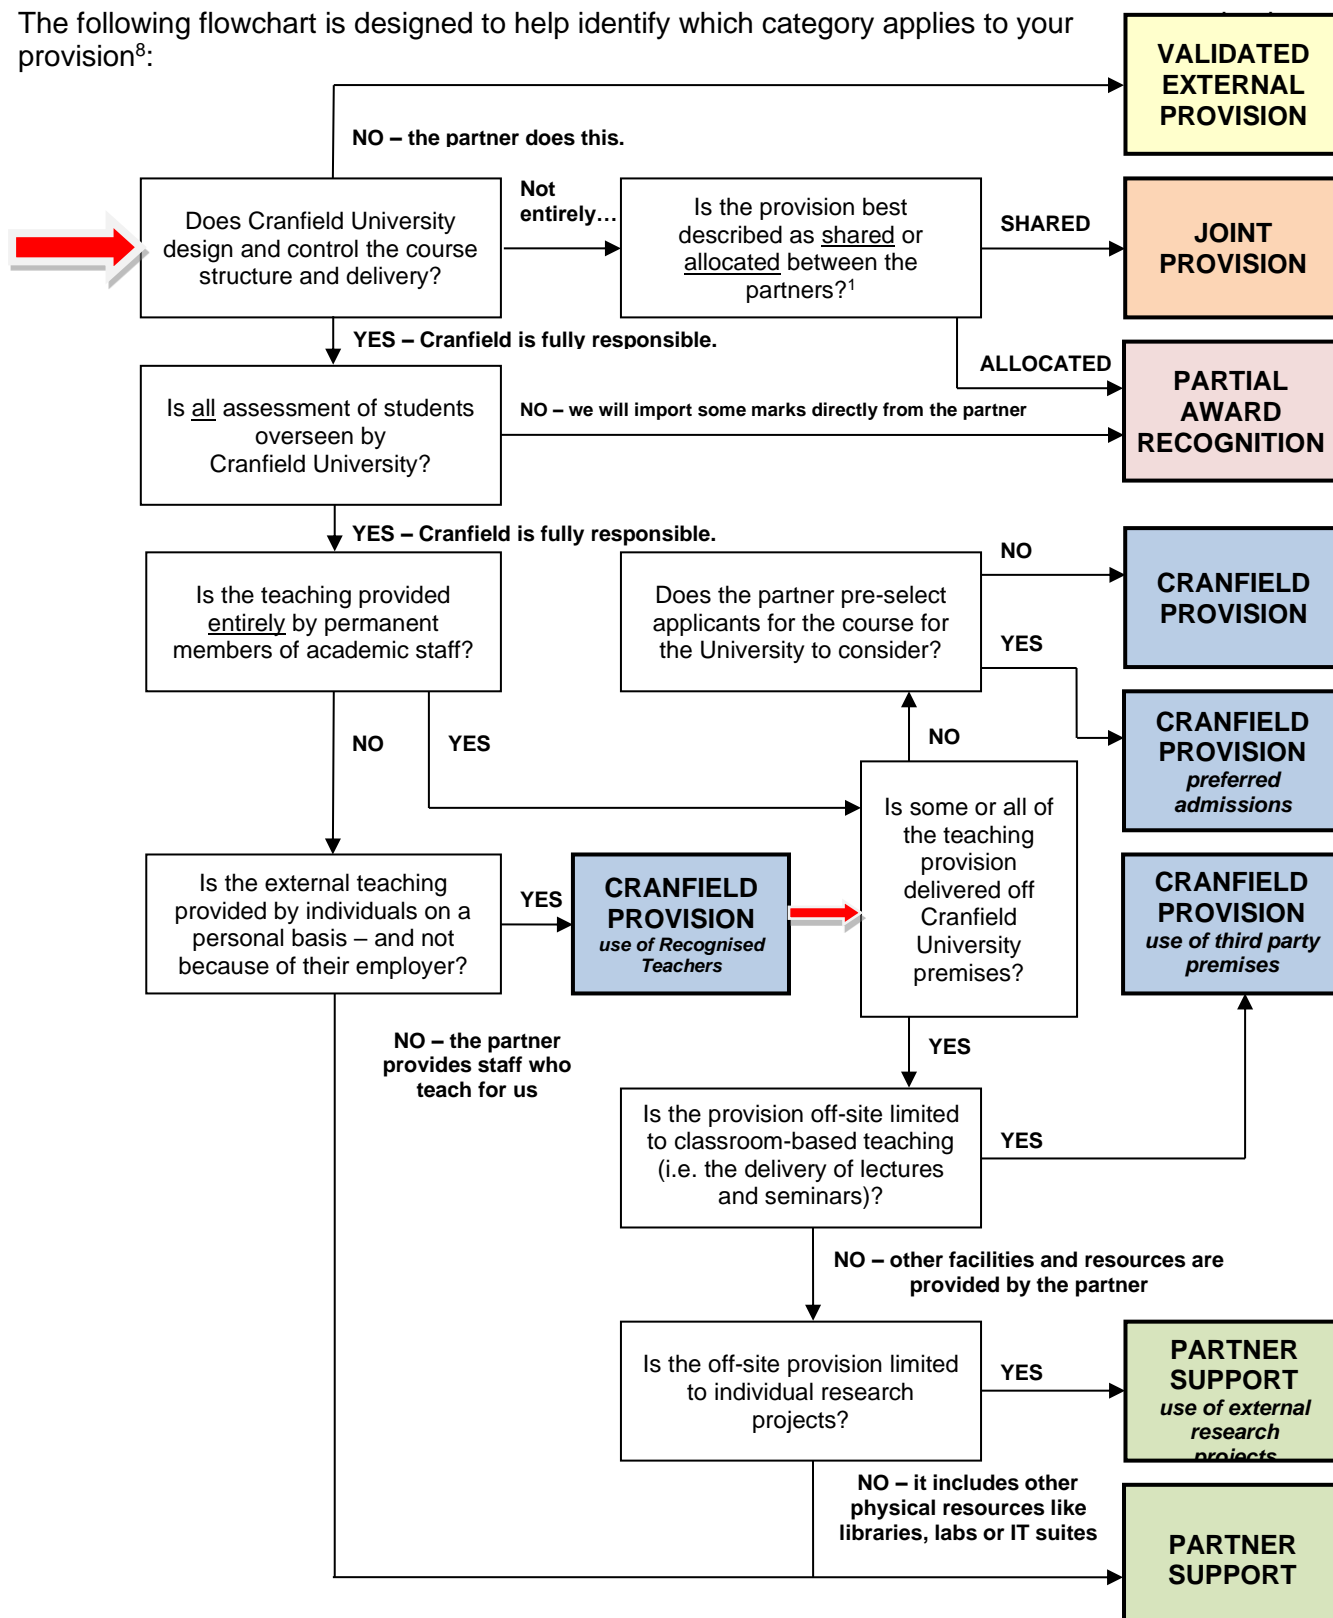 The following flowchart is designed to help identify which category applies to your
provision⁸:
VALIDATED
EXTERNAL
PROVISION
NO – the partner does this.
Does Cranfield University
design and control the course
structure and delivery?
Not
entirely…
Is the provision best
described as shared or
allocated between the
partners?¹
SHARED
JOINT
PROVISION
YES – Cranfield is fully responsible.
ALLOCATED
PARTIAL
AWARD
RECOGNITION
Is all assessment of students
overseen by
Cranfield University?
NO – we will import some marks directly from the partner
YES – Cranfield is fully responsible.
Is the teaching provided
entirely by permanent
members of academic staff?
Does the partner pre-select
applicants for the course for
the University to consider?
NO
CRANFIELD
PROVISION
YES
CRANFIELD
PROVISION
preferred
admissions
NO
YES
NO
Is some or all of
the teaching
provision
delivered off
Cranfield
University
premises?
Is the external teaching
provided by individuals on a
personal basis – and not
because of their employer?
YES
CRANFIELD
PROVISION
use of Recognised
Teachers
CRANFIELD
PROVISION
use of third party
premises
NO – the partner
provides staff who
teach for us
YES
Is the provision off-site limited
to classroom-based teaching
(i.e. the delivery of lectures
and seminars)?
YES
NO – other facilities and resources are
provided by the partner
Is the off-site provision limited
to individual research
projects?
YES
PARTNER
SUPPORT
use of external
research
projects
NO – it includes other
physical resources like
libraries, labs or IT suites
PARTNER
SUPPORT